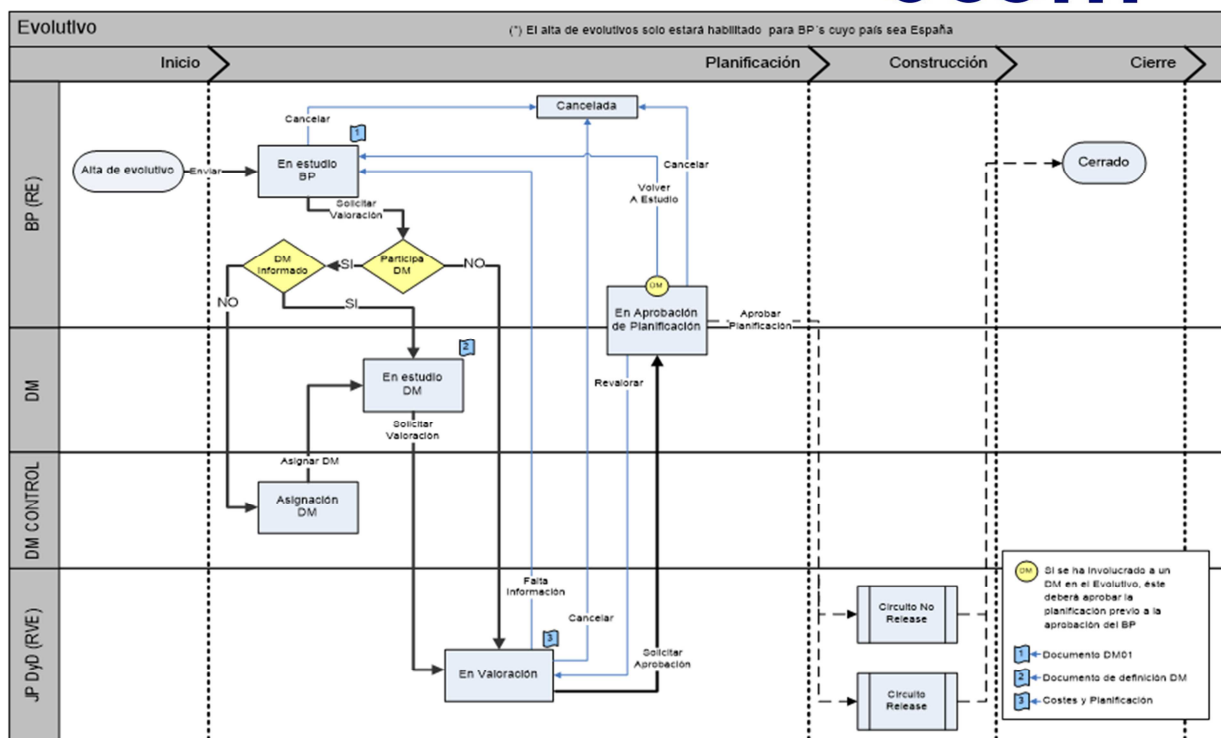 Evolutivo
(*) El alta de evolutivos solo estará habilitado para BP´s cuyo país sea España
Inicio
Planificación
Construcción
Cierre
BP (RE)
Cancelada
Cancelar
1
En estudio
BP
Alta de evolutivo
Enviar
Cancelar
Cerrado
Volver
A Estudio
Solicitar
Valoración
DM
Informado
SI
Participa
DM
NO
NO
SI
DM
En Aprobación
de Planificación
Aprobar
Planificación
DM
2
En estudio
DM
Revalorar
Solicitar
Valoración
DM CONTROL
Asignar DM
Asignación
DM
JP DyD (RVE)
Falta
Información
Cancelar
3
En Valoración
Solicitar
Aprobación
Circuito No
Release
Circuito
Release
DM
Si se ha involucrado a un
DM en el Evolutivo, éste
deberá aprobar la
planificación previo a la
aprobación del BP
1
Documento DM01
2
Documento de definición DM
3
Costes y Planificación